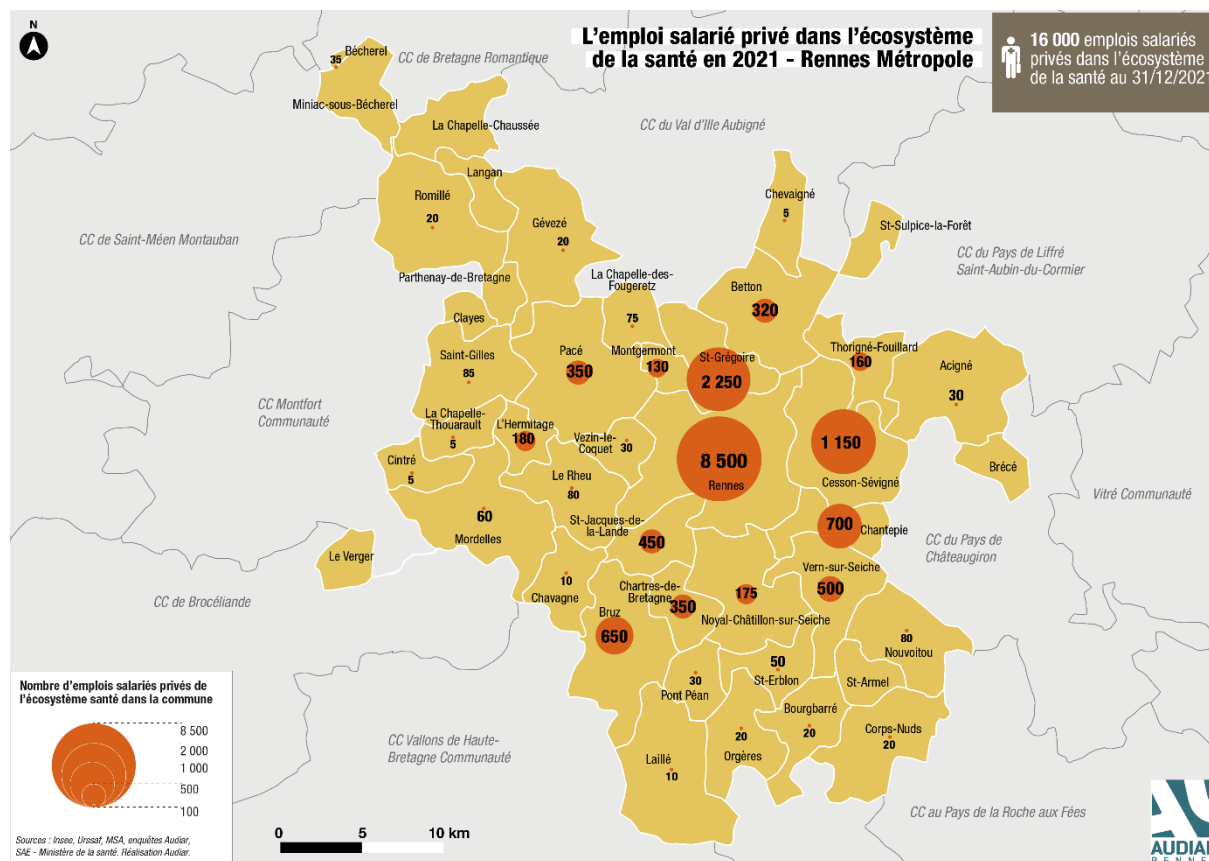 L'emploi salarié privé dans l'écosystème
de la santé en 2021 - Rennes Métropole
16 000 emplois salariés
privés dans l'écosystème
de la santé au 31/12/2021
N
Bécherel
35
CC de Bretagne Romantique
Miniac-sous-Bécherel
La Chapelle-Chaussée
CC du Val d'Ille Aubigné
Langan
Romillé
20
Chevaigné
5
St-Sulpice-la-Forêt
Gévezé
20
CC de Saint-Méen Montauban
CC du Pays de Liffré
Saint-Aubin-du-Cormier
Parthenay-de-Bretagne
La Chapelle-des-
Fougeretz
75
Betton
320
Clayes
Saint-Gilles
85
Pacé
350
Montgermont
130
St-Grégoire
2 250
Thorigné-Fouillard
160
Acigné
30
CC Montfort
Communauté
La Chapelle-
Thouarault
5
L'Hermitage
180
Vezin-le-
Coquet
30
8 500
Rennes
1 150
Cesson-Sévigné
Brécé
Vitré Communauté
Cintré
5
Le Rheu
80
60
Mordelles
St-Jacques-de-
la-Lande
450
700
Chantepie
CC du Pays de
Châteaugiron
Le Verger
CC de Brocéliande
10
Chavagne
Chartres-de-
Bretagne
350
175
Noyal-Châtillon-sur-Seiche
Vern-sur-Seiche
500
Bruz
650
80
Nouvoitou
50
St-Erblon
30
Pont Péan
St-Armel
Bourgbarré
20
Corps-Nuds
20
20
Orgères
Laillé
10
CC Vallons de Haute-
Bretagne Communauté
CC au Pays de la Roche aux Fées
Nombre d'emplois salariés privés de
l'écosystème santé dans la commune
8 500
2 000
1 000
500
100
Sources : Insee, Urssaf, MSA, enquêtes Audiar,
SAE - Ministère de la santé. Réalisation Audiar.
0 5 10 km
AU
AUDIAR
RENNES